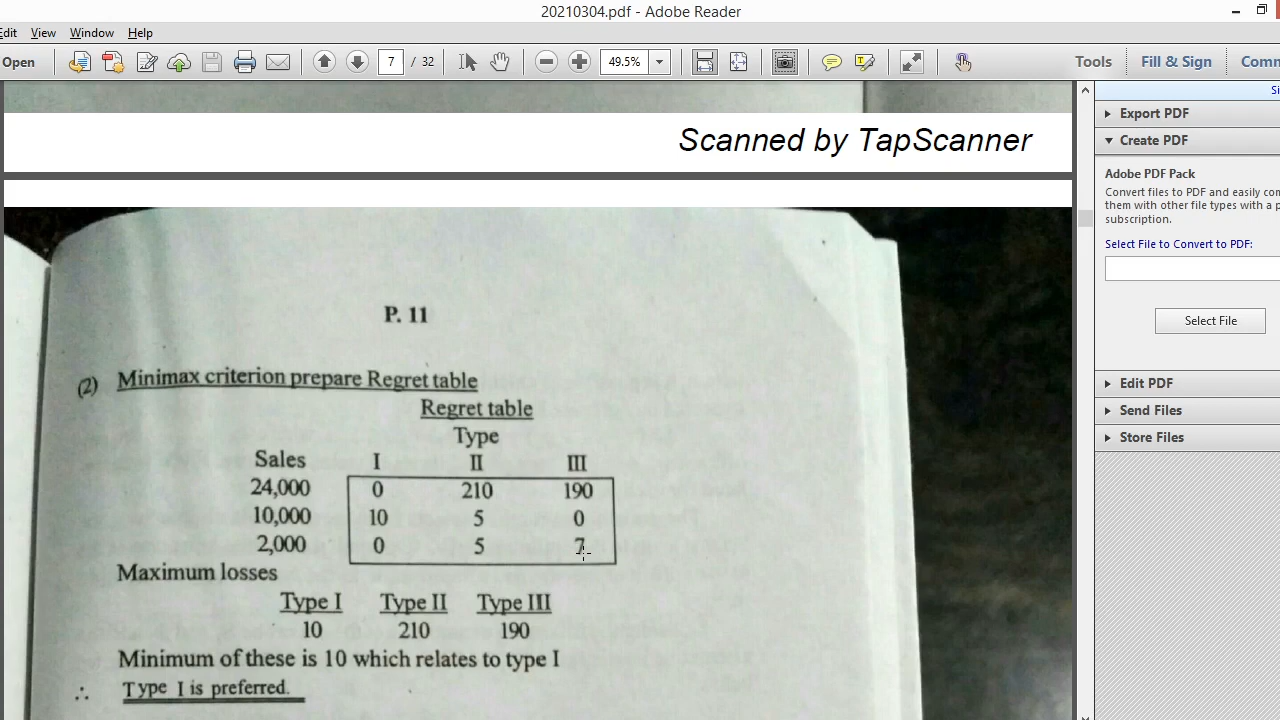 20210304.pdf - Adobe Reader
Edit View Window Help
Open 7 / 32 49.5% Tools Fill & Sign Comm
Scanned by TapScanner
Si
Export PDF
Create PDF
Adobe PDF Pack
Convert files to PDF and easily con
them with other file types with a p
subscription.
Select File to Convert to PDF:
Select File
Edit PDF
Send Files
Store Files
P. 11
(2) Minimax criterion prepare Regret table
Regret table
Type
Sales I II III
24,000 0 210 190
10,000 10 5 0
2,000 0 5 7
Maximum losses
Type I Type II Type III
10 210 190
Minimum of these is 10 which relates to type I
∴ Type I is preferred.